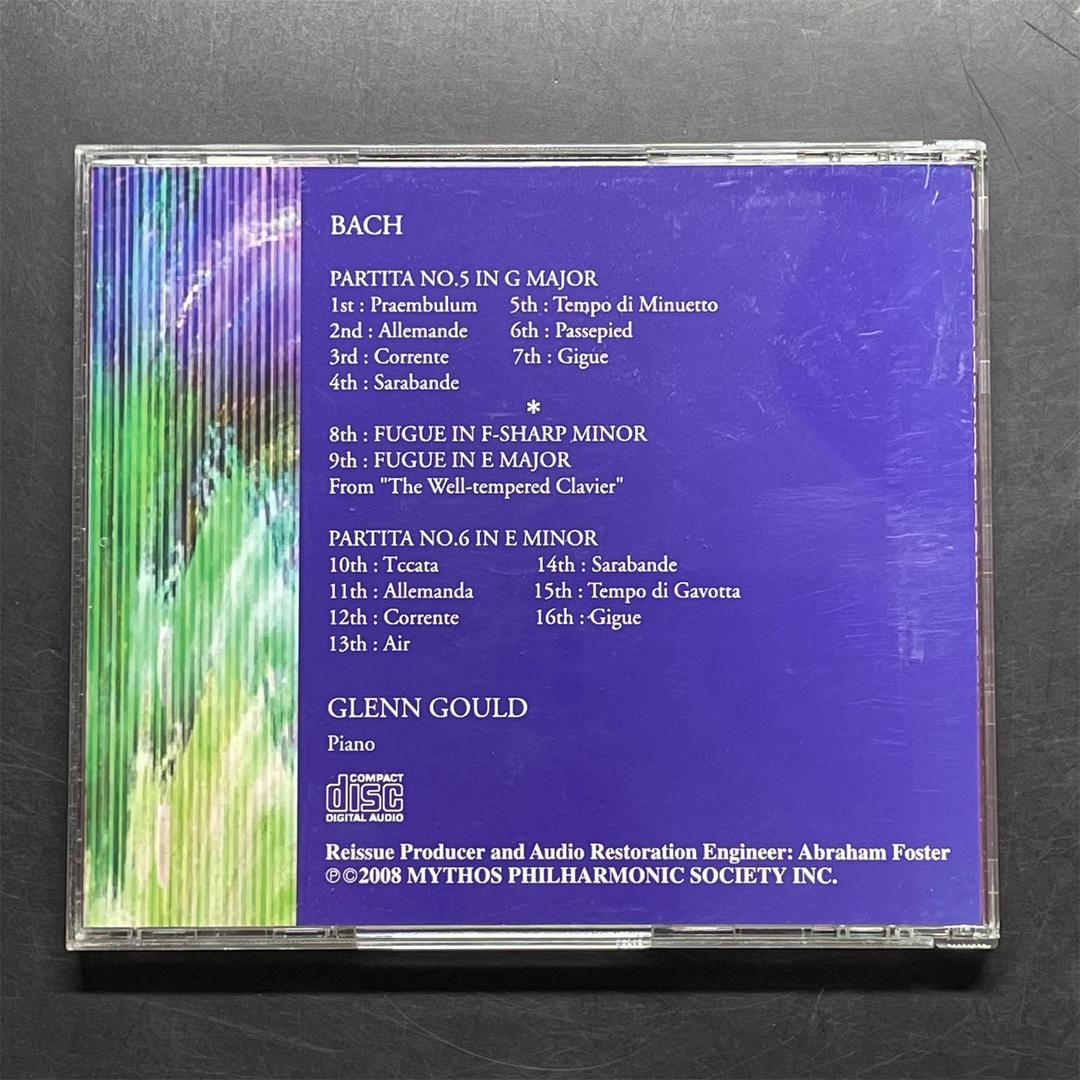 BACH
PARTITA NO.5 IN G MAJOR
1st : Praembulum 5th : Tempo di Minuetto
2nd : Allemande 6th : Passepied
3rd : Corrente 7th : Gigue
4th : Sarabande
*
8th : FUGUE IN F-SHARP MINOR
9th : FUGUE IN E MAJOR
From "The Well-tempered Clavier"
PARTITA NO.6 IN E MINOR
10th : Tccata 14th : Sarabande
11th : Allemanda 15th : Tempo di Gavotta
12th : Corrente 16th : Gigue
13th : Air
GLENN GOULD
Piano
COMPACT
disc
DIGITAL AUDIO
Reissue Producer and Audio Restoration Engineer: Abraham Foster
℗©2008 MYTHOS PHILHARMONIC SOCIETY INC.